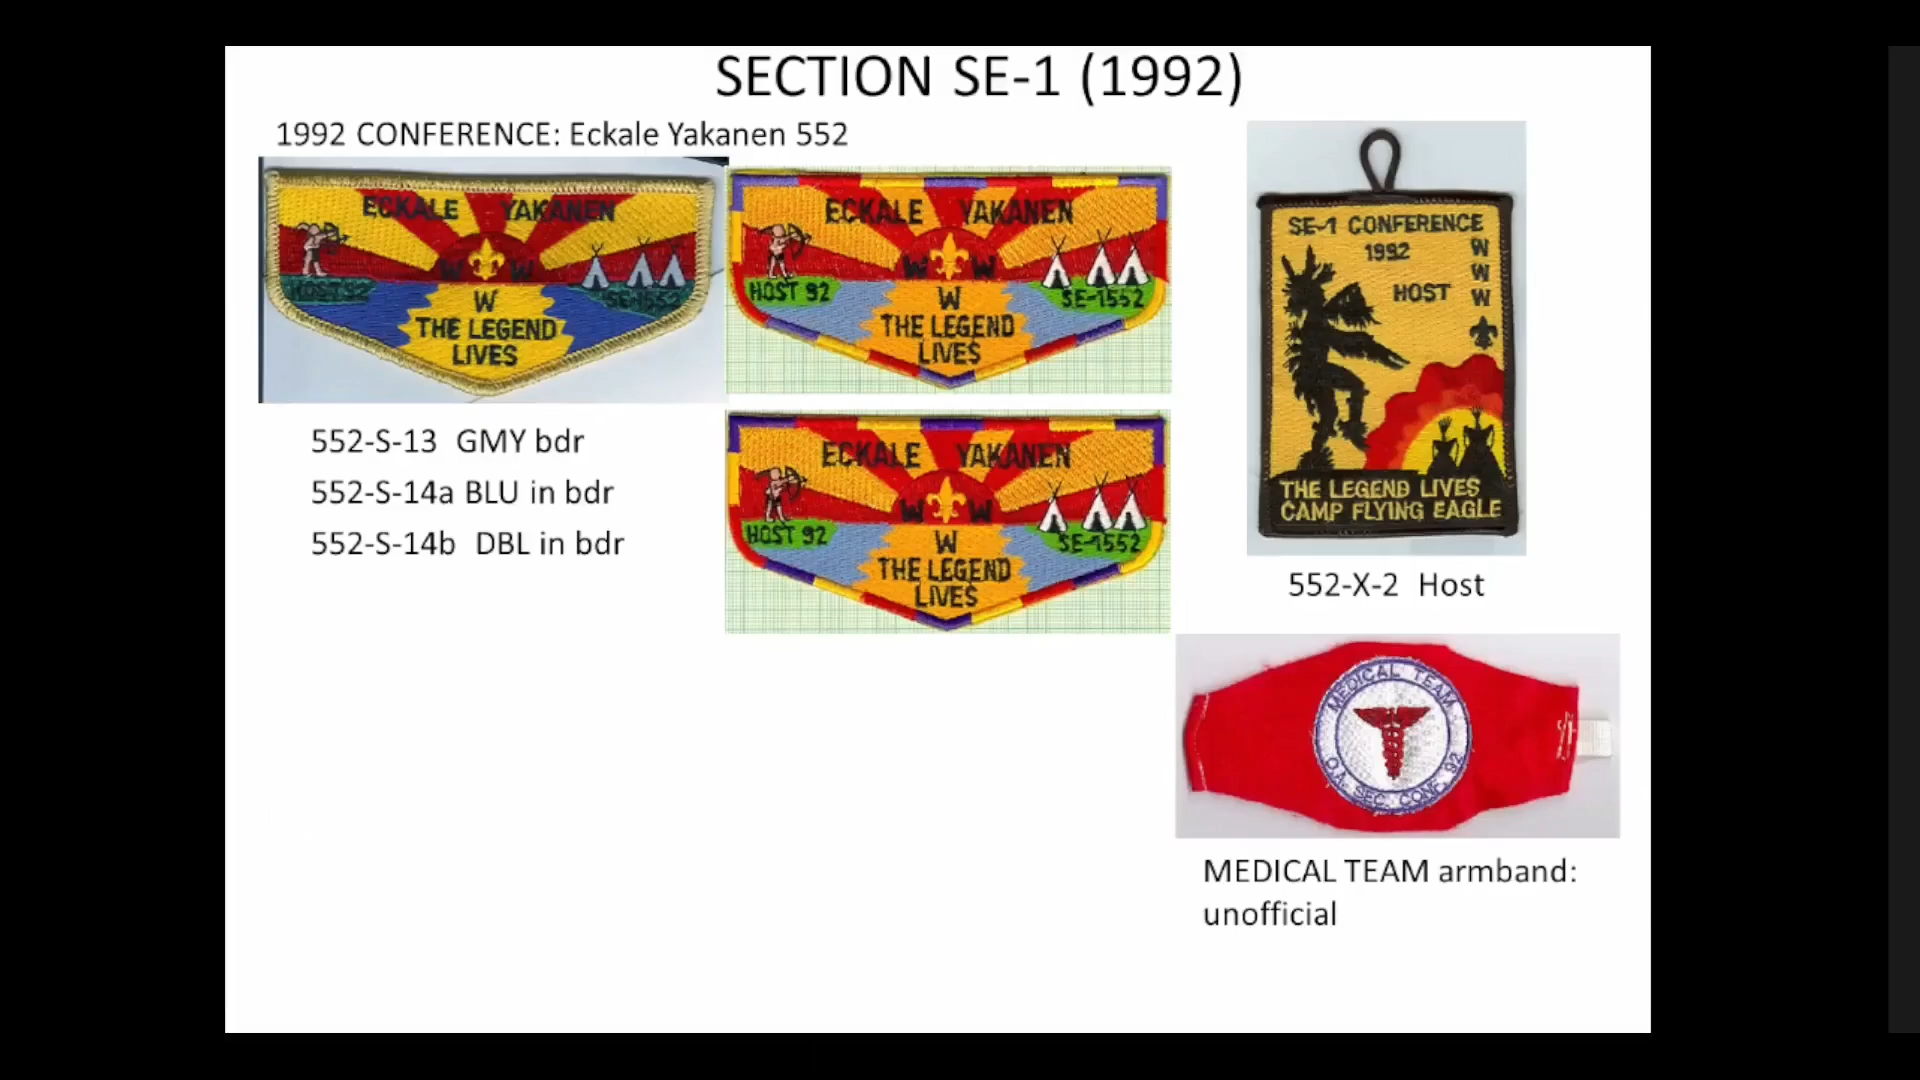 SECTION SE-1 (1992)
1992 CONFERENCE: Eckale Yakanen 552
ECKALE YAKANEN
W W
HOST 92
SE-1552
W
THE LEGEND
LIVES
ECKALE YAKANEN
W W
HOST 92
SE-1552
W
THE LEGEND
LIVES
552-S-13 GMY bdr
552-S-14a BLU in bdr
552-S-14b DBL in bdr
ECKALE YAKANEN
W W
HOST 92
SE-1552
W
THE LEGEND
LIVES
SE-1 CONFERENCE
1992
HOST
W
W
W
THE LEGEND LIVES
CAMP FLYING EAGLE
552-X-2 Host
MEDICAL TEAM
O.A. SEC. CONF. 92
MEDICAL TEAM armband:
unofficial